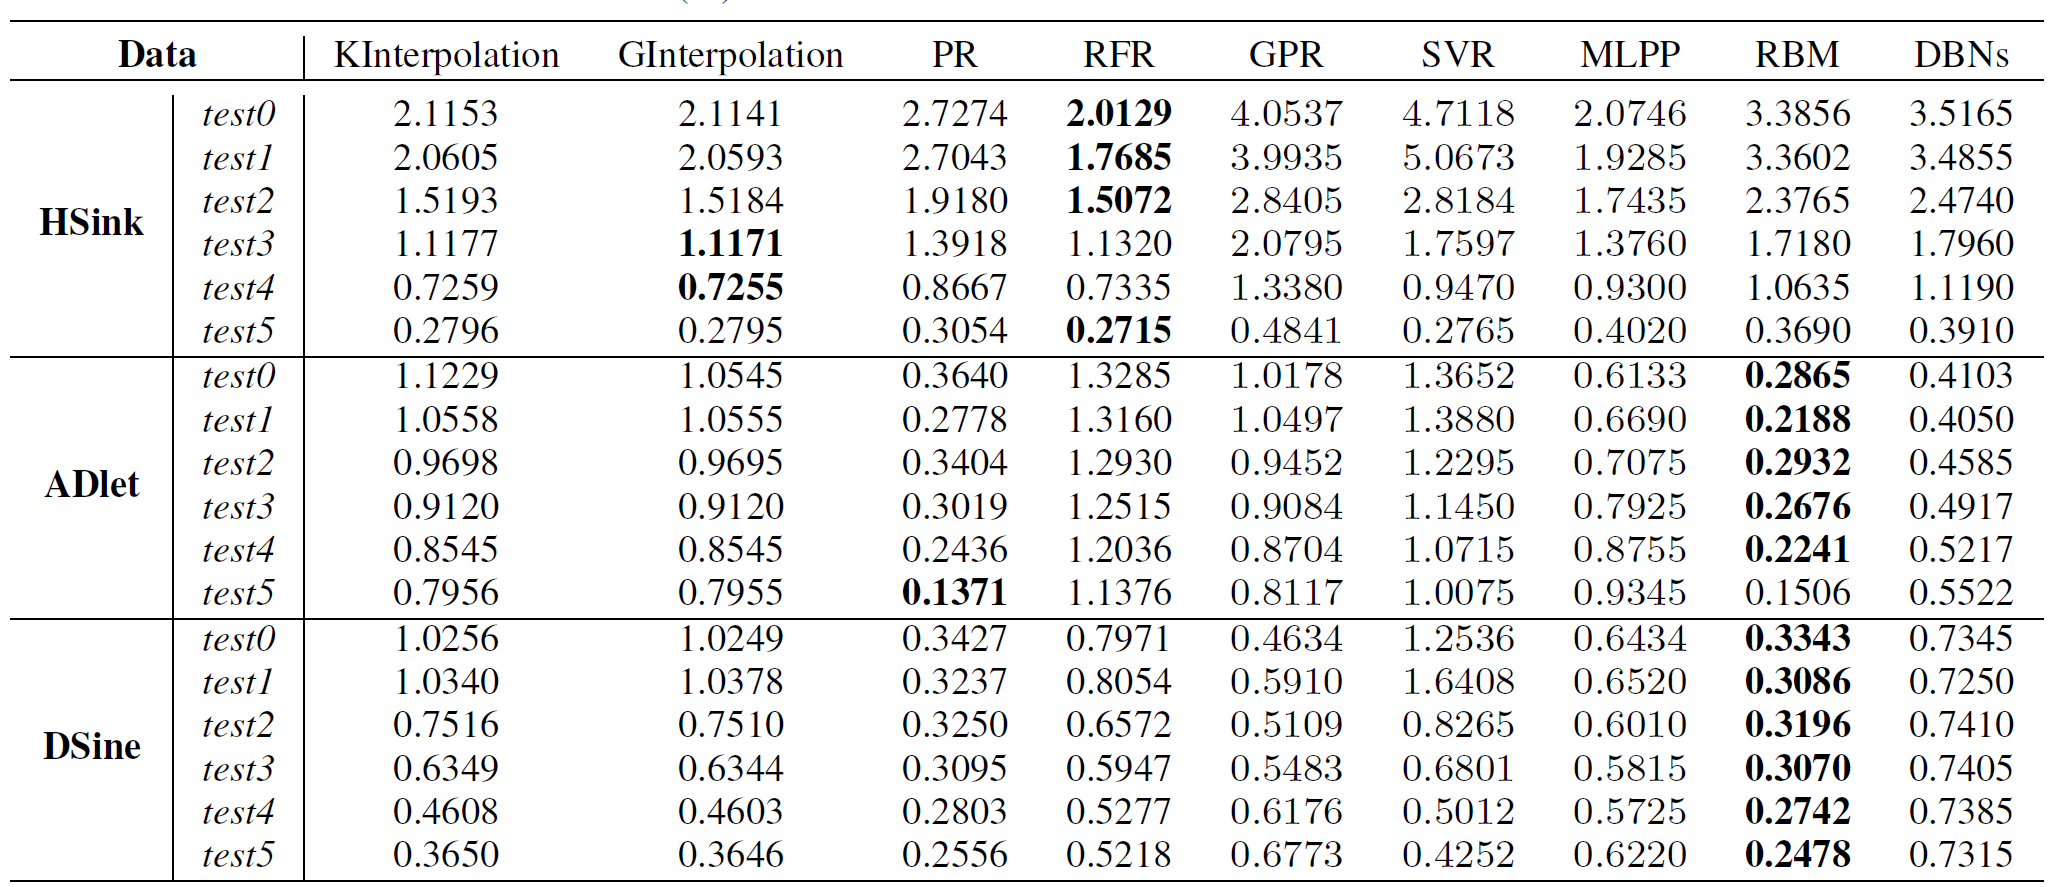 Data KInterpolation GInterpolation PR RFR GPR SVR MLPP RBM DBNs
test0 2.1153 2.1141 2.7274 2.0129 4.0537 4.7118 2.0746 3.3856 3.5165
test1 2.0605 2.0593 2.7043 1.7685 3.9935 5.0673 1.9285 3.3602 3.4855
test2 1.5193 1.5184 1.9180 1.5072 2.8405 2.8184 1.7435 2.3765 2.4740
HSink
test3 1.1177 1.1171 1.3918 1.1320 2.0795 1.7597 1.3760 1.7180 1.7960
test4 0.7259 0.7255 0.8667 0.7335 1.3380 0.9470 0.9300 1.0635 1.1190
test5 0.2796 0.2795 0.3054 0.2715 0.4841 0.2765 0.4020 0.3690 0.3910
test0 1.1229 1.0545 0.3640 1.3285 1.0178 1.3652 0.6133 0.2865 0.4103
test1 1.0558 1.0555 0.2778 1.3160 1.0497 1.3880 0.6690 0.2188 0.4050
test2 0.9698 0.9695 0.3404 1.2930 0.9452 1.2295 0.7075 0.2932 0.4585
ADlet
test3 0.9120 0.9120 0.3019 1.2515 0.9084 1.1450 0.7925 0.2676 0.4917
test4 0.8545 0.8545 0.2436 1.2036 0.8704 1.0715 0.8755 0.2241 0.5217
test5 0.7956 0.7955 0.1371 1.1376 0.8117 1.0075 0.9345 0.1506 0.5522
test0 1.0256 1.0249 0.3427 0.7971 0.4634 1.2536 0.6434 0.3343 0.7345
test1 1.0340 1.0378 0.3237 0.8054 0.5910 1.6408 0.6520 0.3086 0.7250
test2 0.7516 0.7510 0.3250 0.6572 0.5109 0.8265 0.6010 0.3196 0.7410
DSine
test3 0.6349 0.6344 0.3095 0.5947 0.5483 0.6801 0.5815 0.3070 0.7405
test4 0.4608 0.4603 0.2803 0.5277 0.6176 0.5012 0.5725 0.2742 0.7385
test5 0.3650 0.3646 0.2556 0.5218 0.6773 0.4252 0.6220 0.2478 0.7315